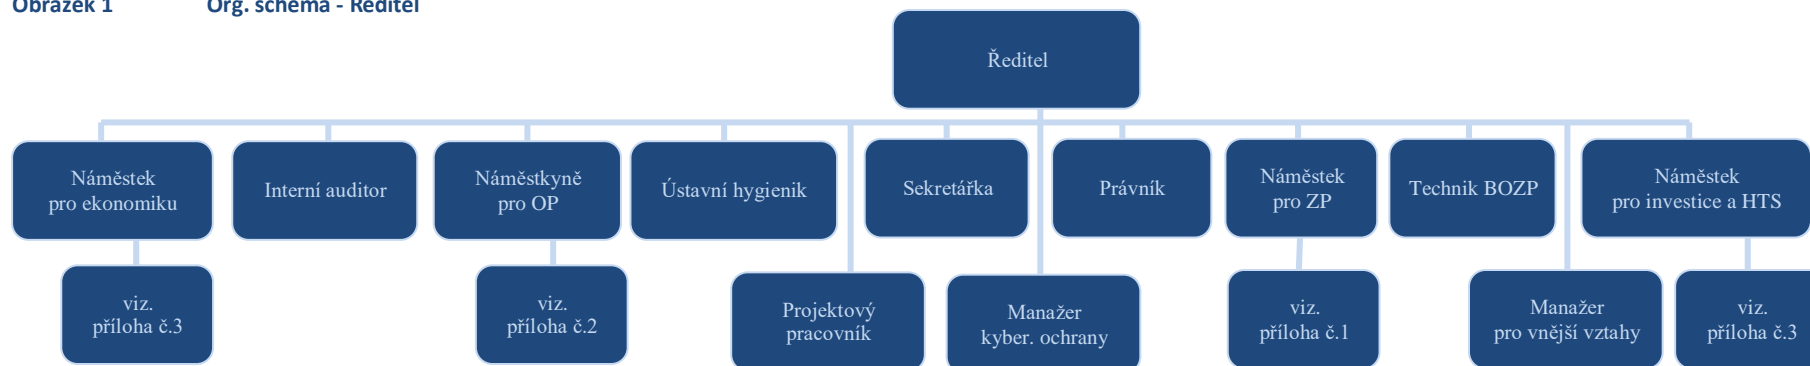 Obrázek 1 Org. schéma - Ředitel
Ředitel
Náměstek
pro ekonomiku
Interní auditor
Náměstkyně
pro OP
Ústavní hygienik
Sekretářka
Právník
Náměstek
pro ZP
Technik BOZP
Náměstek
pro investice a HTS
viz.
příloha č.3
viz.
příloha č.2
Projektový
pracovník
Manažer
kyber. ochrany
viz.
příloha č.1
Manažer
pro vnější vztahy
viz.
příloha č.3